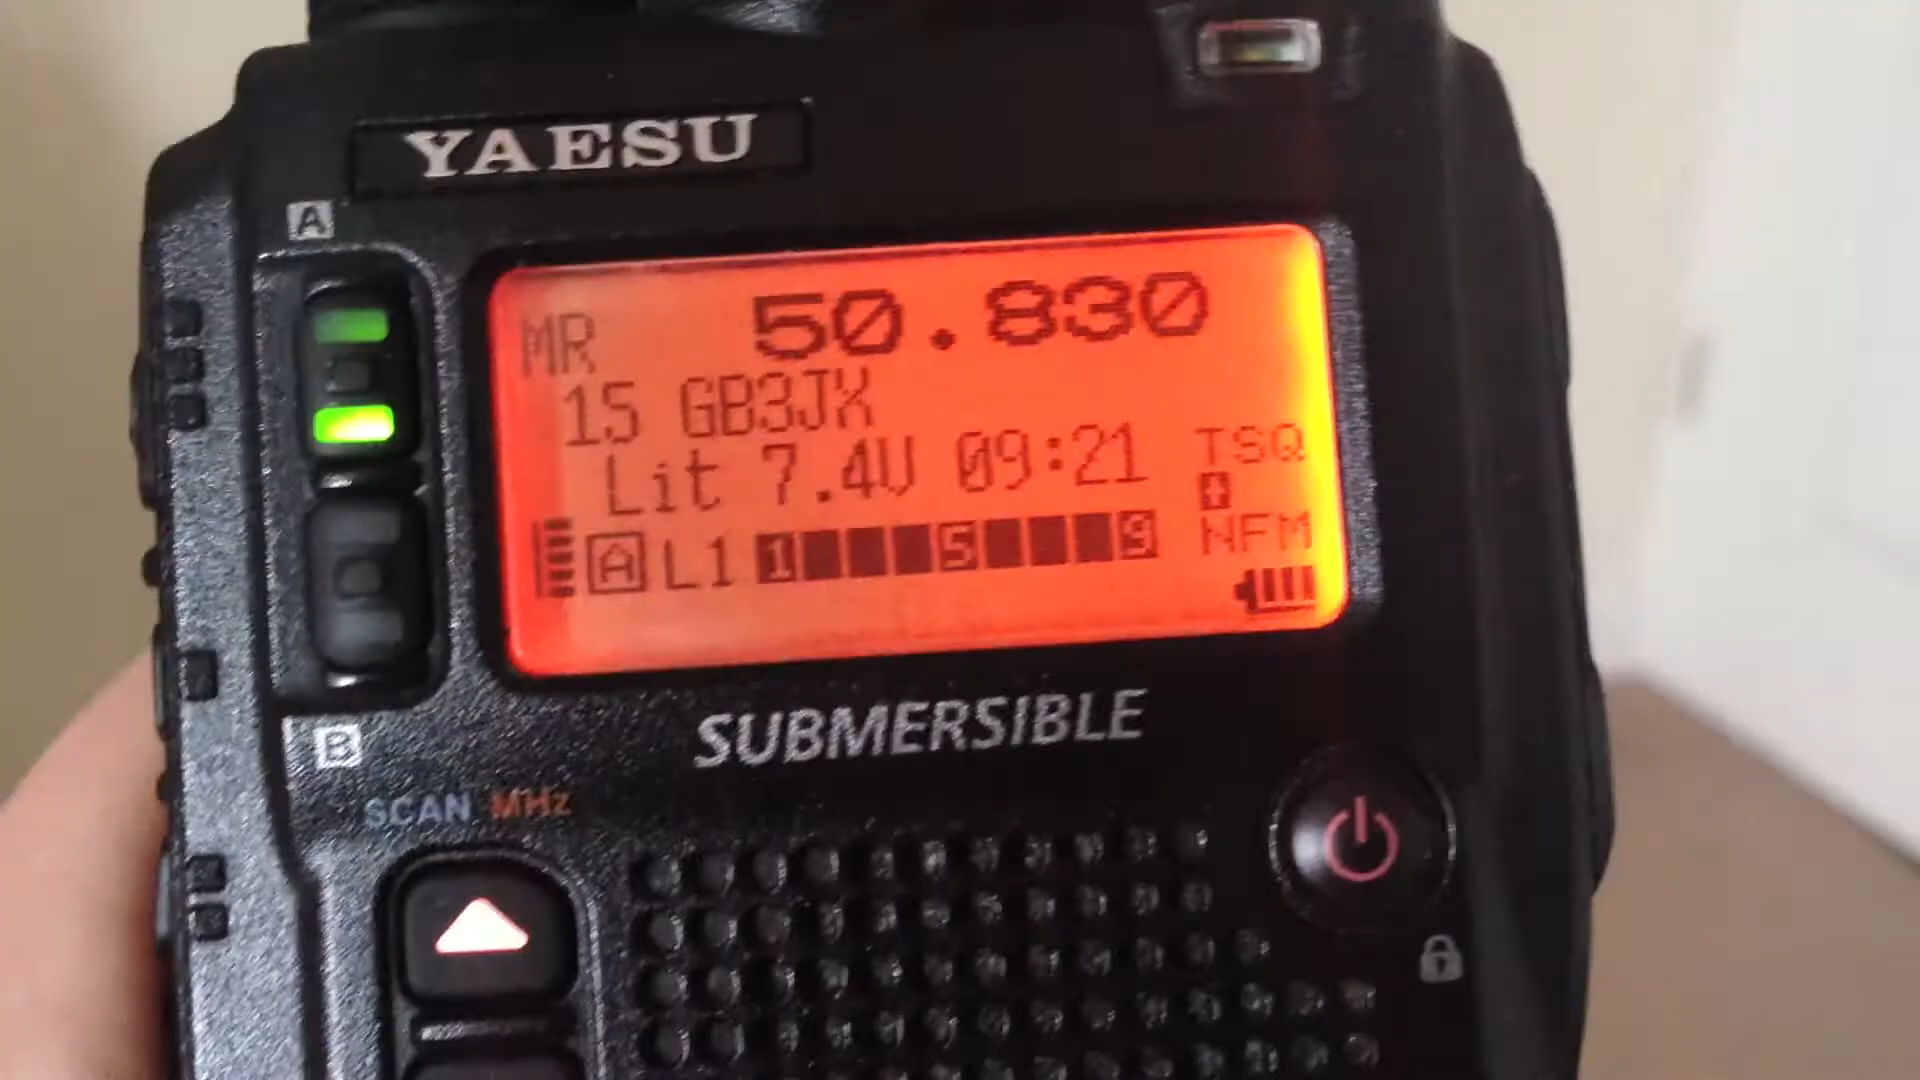 YAESU
A
MR 50.830
15 GB3JX
Lit 7.4V 09:21 TSQ
+
A L1 1 5 9 NFM
SUBMERSIBLE
B
SCAN MHz